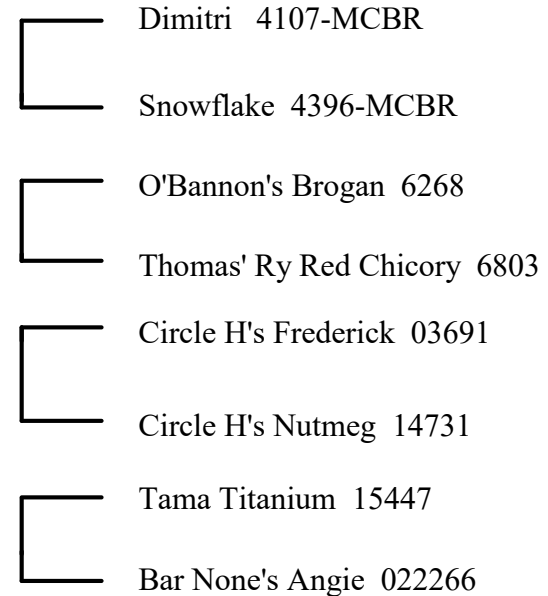 Dimitri 4107-MCBR
Snowflake 4396-MCBR
O'Bannon's Brogan 6268
Thomas' Ry Red Chicory 6803
Circle H's Frederick 03691
Circle H's Nutmeg 14731
Tama Titanium 15447
Bar None's Angie 022266